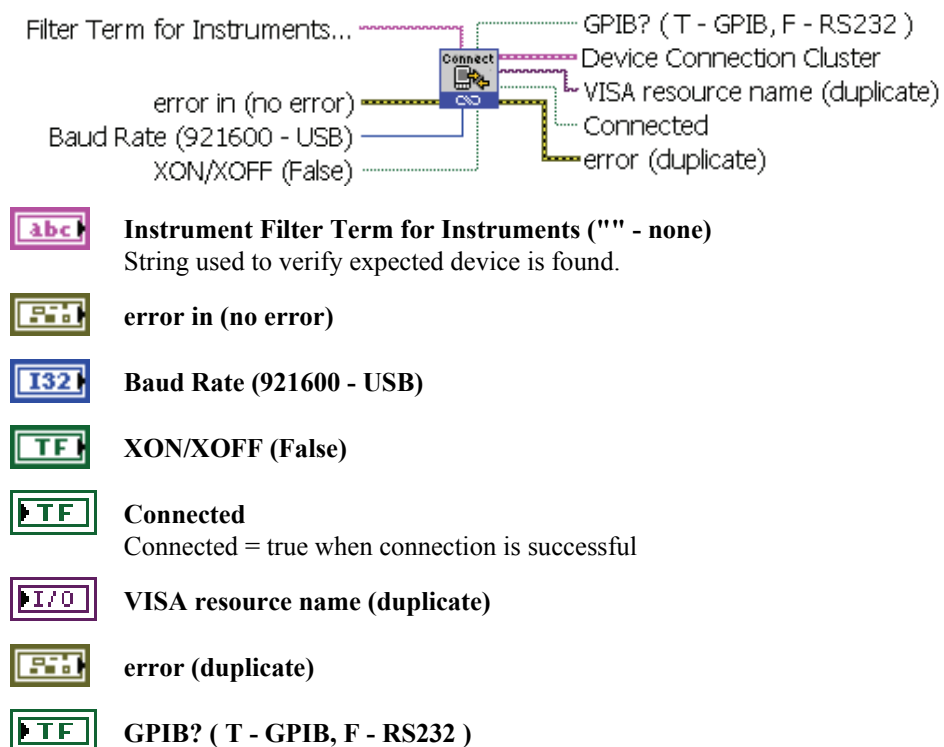 Filter Term for Instruments...
GPIB? ( T - GPIB, F - RS232 )
Connect
Device Connection Cluster
VISA resource name (duplicate)
error in (no error)
Connected
Baud Rate (921600 - USB)
error (duplicate)
XON/XOFF (False)
abc
Instrument Filter Term for Instruments ("" - none)
String used to verify expected device is found.
error in (no error)
I32
Baud Rate (921600 - USB)
TF
XON/XOFF (False)
TF
Connected
Connected = true when connection is successful
I/O
VISA resource name (duplicate)
error (duplicate)
TF
GPIB? ( T - GPIB, F - RS232 )